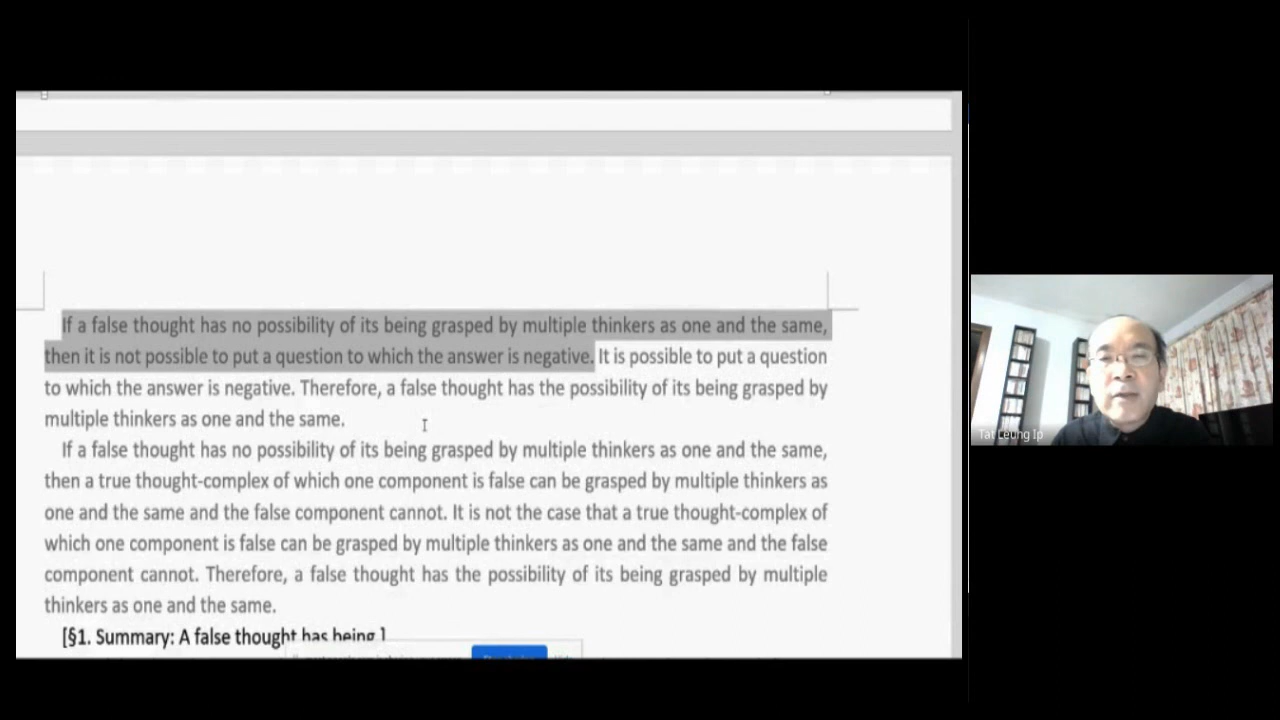 If a false thought has no possibility of its being grasped by multiple thinkers as one and the same,
then it is not possible to put a question to which the answer is negative. It is possible to put a question
to which the answer is negative. Therefore, a false thought has the possibility of its being grasped by
multiple thinkers as one and the same.
If a false thought has no possibility of its being grasped by multiple thinkers as one and the same,
then a true thought-complex of which one component is false can be grasped by multiple thinkers as
one and the same and the false component cannot. It is not the case that a true thought-complex of
which one component is false can be grasped by multiple thinkers as one and the same and the false
component cannot. Therefore, a false thought has the possibility of its being grasped by multiple
thinkers as one and the same.
[§1. Summary: A false thought has being.]
Tat Leung Ip